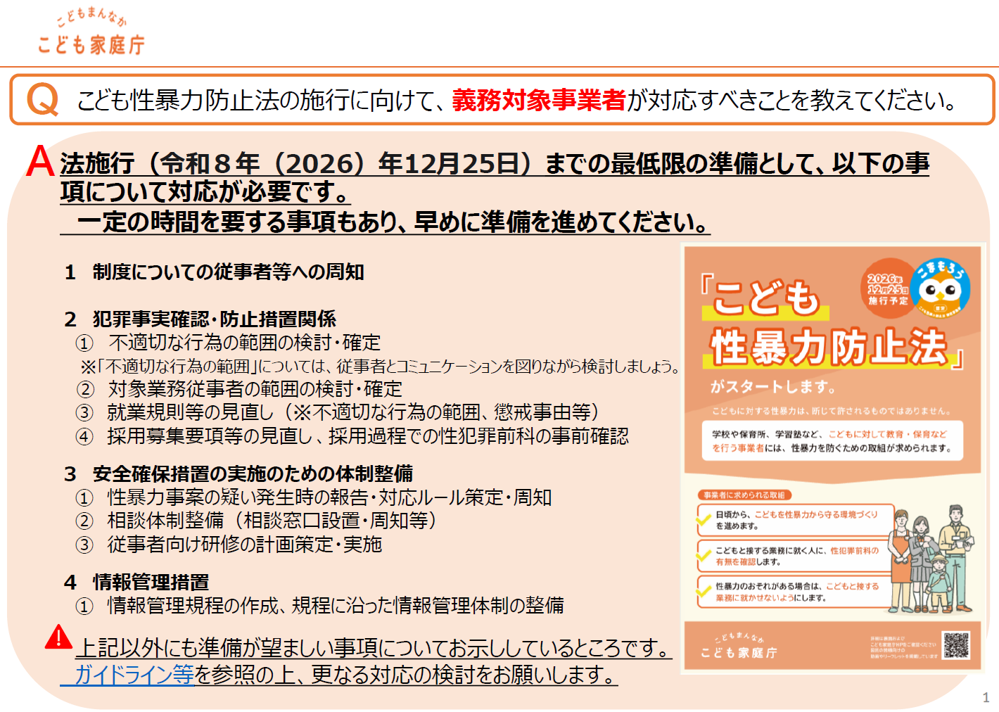 こどもまんなか
こども家庭庁
Q こども性暴力防止法の施行に向けて、義務対象事業者が対応すべきことを教えてください。
A 法施行（令和８年（2026）年12月25日）までの最低限の準備として、以下の事
項について対応が必要です。
一定の時間を要する事項もあり、早めに準備を進めてください。
1 制度についての従事者等への周知
2 犯罪事実確認・防止措置関係
① 不適切な行為の範囲の検討・確定
※「不適切な行為の範囲」については、従事者とコミュニケーションを図りながら検討しましょう。
② 対象業務従事者の範囲の検討・確定
③ 就業規則等の見直し（※不適切な行為の範囲、懲戒事由等）
④ 採用募集要項等の見直し、採用過程での性犯罪前科の事前確認
3 安全確保措置の実施のための体制整備
① 性暴力事案の疑い発生時の報告・対応ルール策定・周知
② 相談体制整備（相談窓口設置・周知等）
③ 従事者向け研修の計画策定・実施
4 情報管理措置
① 情報管理規程の作成、規程に沿った情報管理体制の整備
上記以外にも準備が望ましい事項についてお示ししているところです。
ガイドライン等を参照の上、更なる対応の検討をお願いします。
2026年
12月25日
施行予定
こまもろう
「こども
性暴力防止法」
がスタートします。
こどもに対する性暴力は、断じて許されるものではありません。
学校や保育所、学習塾など、こどもに対して教育・保育など
を行う事業者には、性暴力を防ぐための取組が求められます。
事業者に求められる取組
日頃から、こどもを性暴力から守る環境づくり
を進めます。
こどもと接する業務に就く人に、性犯罪前科の
有無を確認します。
性暴力のおそれがある場合は、こどもと接する
業務に就かせないようにします。
こどもまんなか
こども家庭庁
1